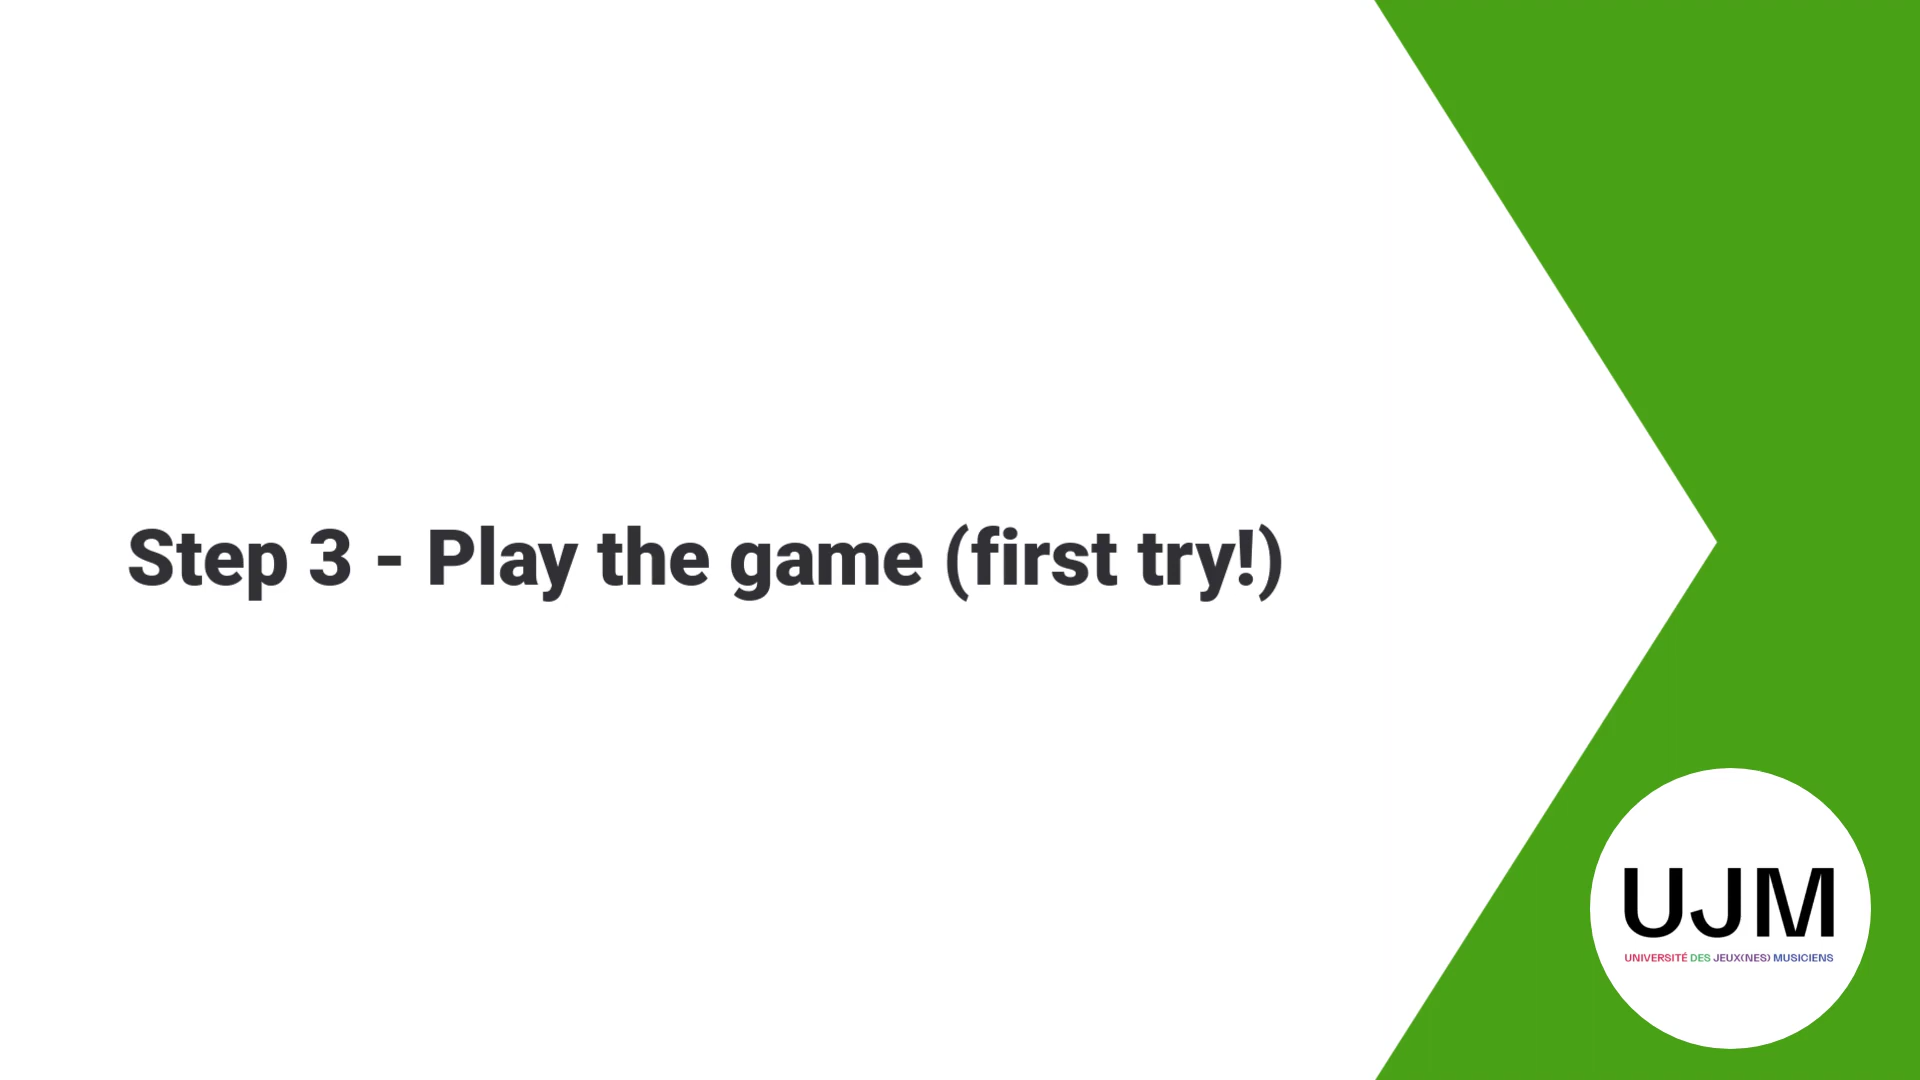 Step 3 - Play the game (first try!)
UJM
UNIVERSITÉ DES JEUX(NES) MUSICIENS